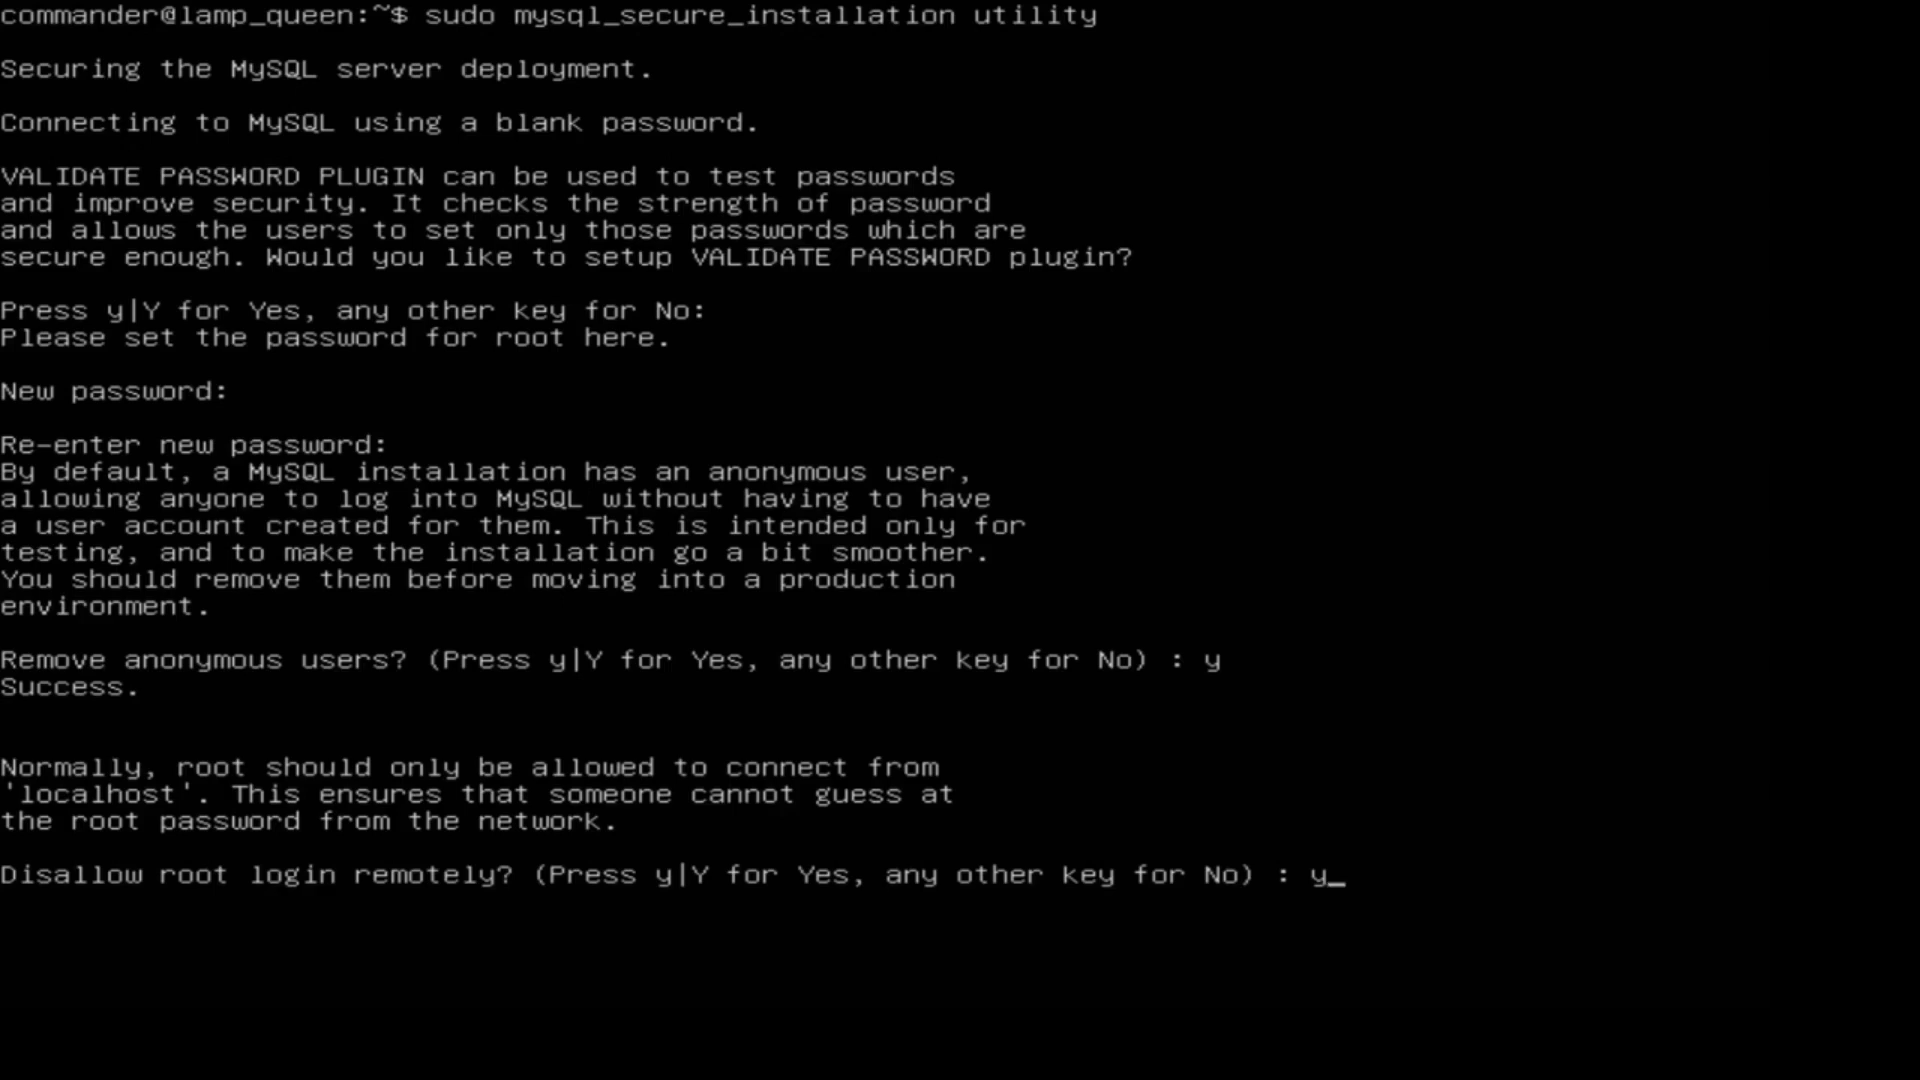 commander@lamp_queen:~$ sudo mysql_secure_installation utility
Securing the MySQL server deployment.
Connecting to MySQL using a blank password.
VALIDATE PASSWORD PLUGIN can be used to test passwords
and improve security. It checks the strength of password
and allows the users to set only those passwords which are
secure enough. Would you like to setup VALIDATE PASSWORD plugin?
Press y|Y for Yes, any other key for No:
Please set the password for root here.
New password:
Re-enter new password:
By default, a MySQL installation has an anonymous user,
allowing anyone to log into MySQL without having to have
a user account created for them. This is intended only for
testing, and to make the installation go a bit smoother.
You should remove them before moving into a production
environment.
Remove anonymous users? (Press y|Y for Yes, any other key for No) : y
Success.
Normally, root should only be allowed to connect from
'localhost'. This ensures that someone cannot guess at
the root password from the network.
Disallow root login remotely? (Press y|Y for Yes, any other key for No) : y_